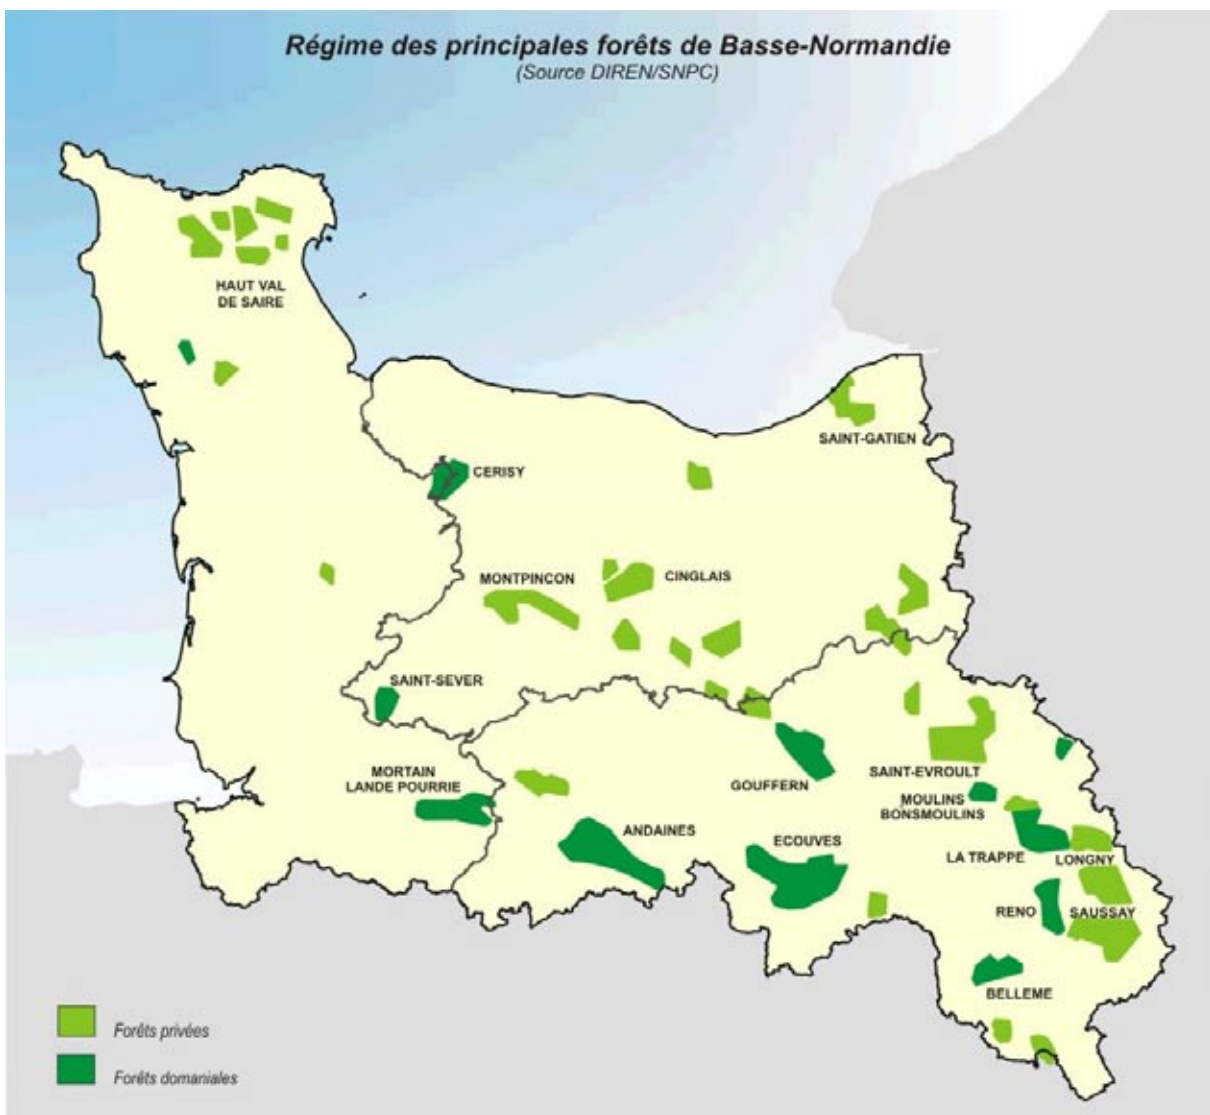 Régime des principales forêts de Basse-Normandie
(Source DIREN/SNPC)
HAUT VAL
DE SAIRE
SAINT-GATIEN
CERISY
MONTPINCON
CINGLAIS
SAINT-SEVER
MORTAIN
LANDE POURRIE
GOUFFERN
SAINT-EVROULT
MOULINS
BONSMOULINS
ANDAINES
ECOUVES
LA TRAPPE
LONGNY
RENO
SAUSSAY
BELLEME
Forêts privées
Forêts domaniales